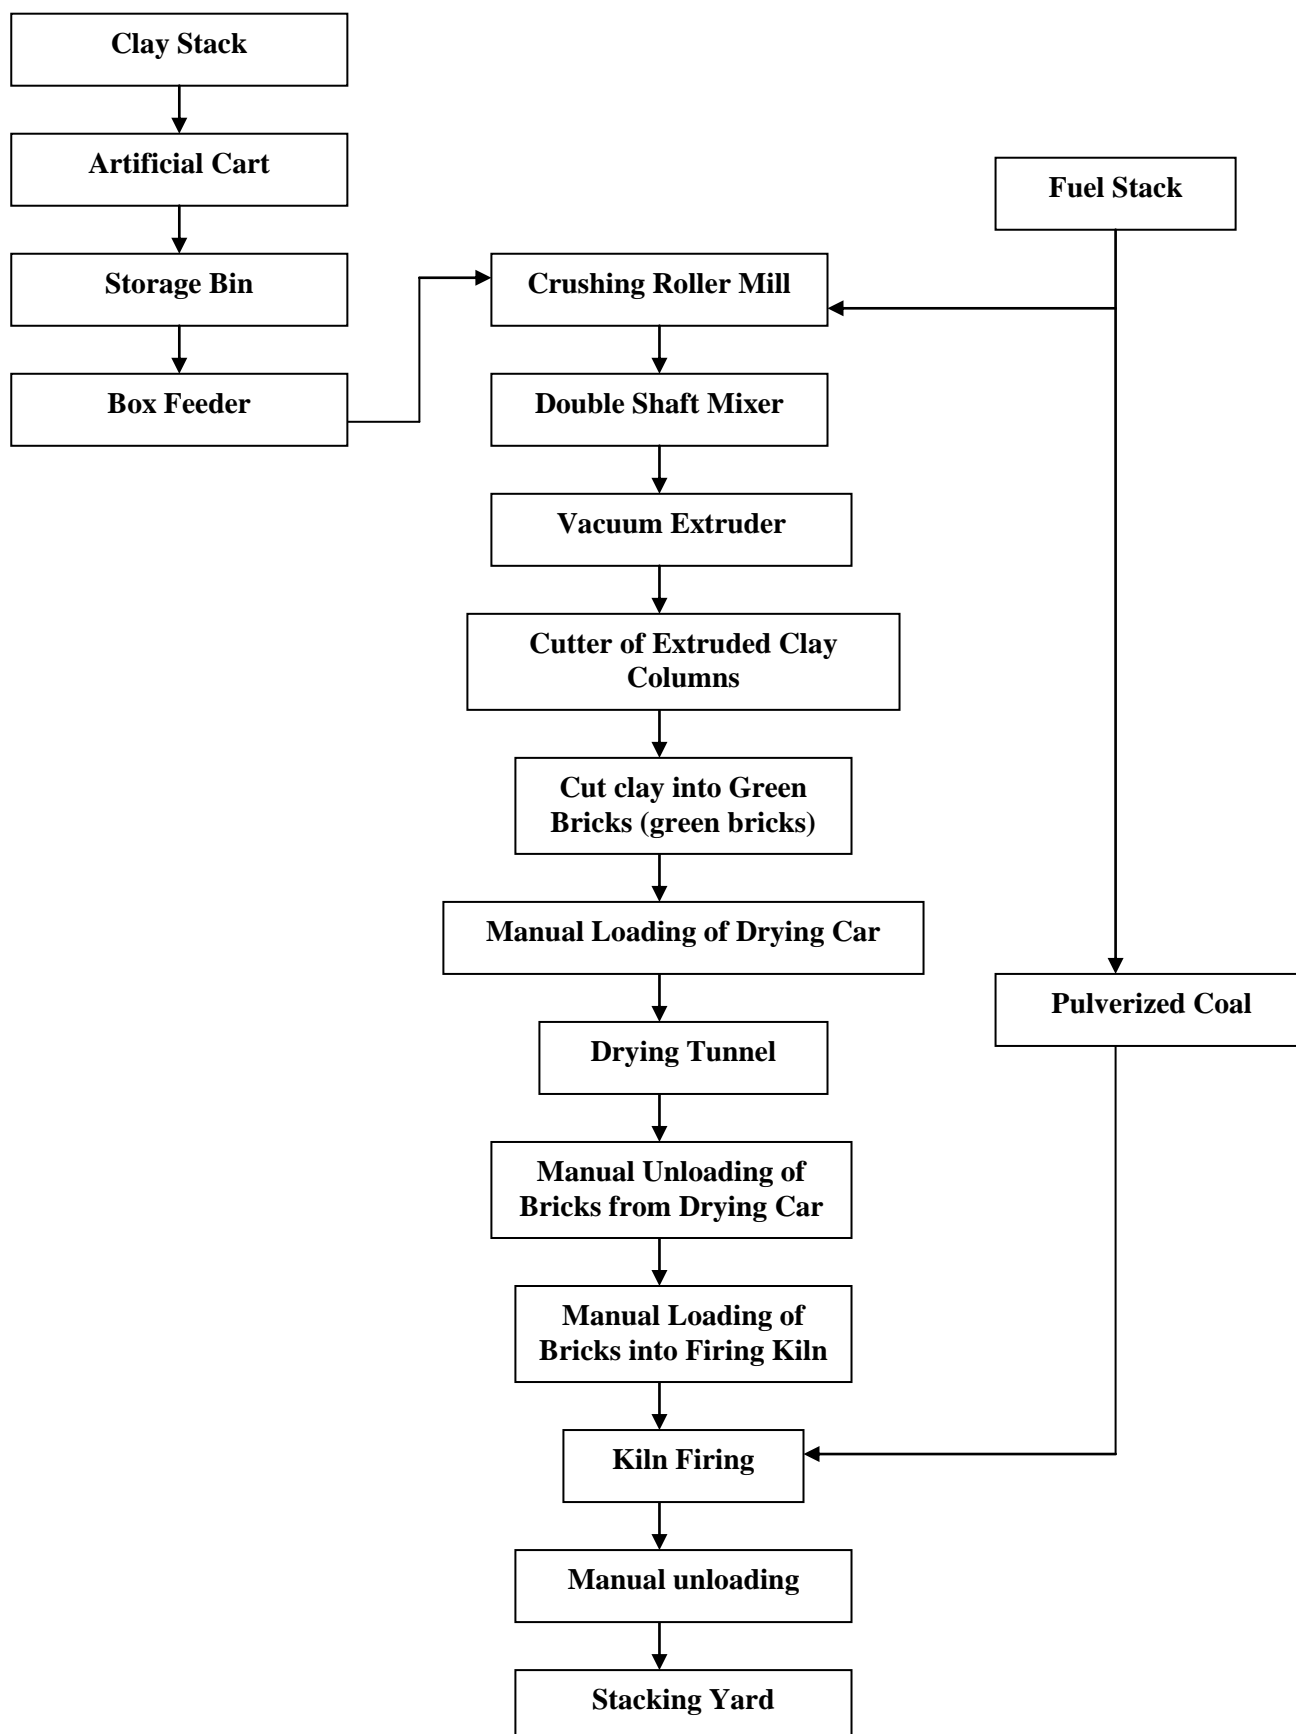 Clay Stack
Artificial Cart
Storage Bin
Box Feeder
Fuel Stack
Crushing Roller Mill
Double Shaft Mixer
Vacuum Extruder
Cutter of Extruded Clay
Columns
Cut clay into Green
Bricks (green bricks)
Manual Loading of Drying Car
Pulverized Coal
Drying Tunnel
Manual Unloading of
Bricks from Drying Car
Manual Loading of
Bricks into Firing Kiln
Kiln Firing
Manual unloading
Stacking Yard